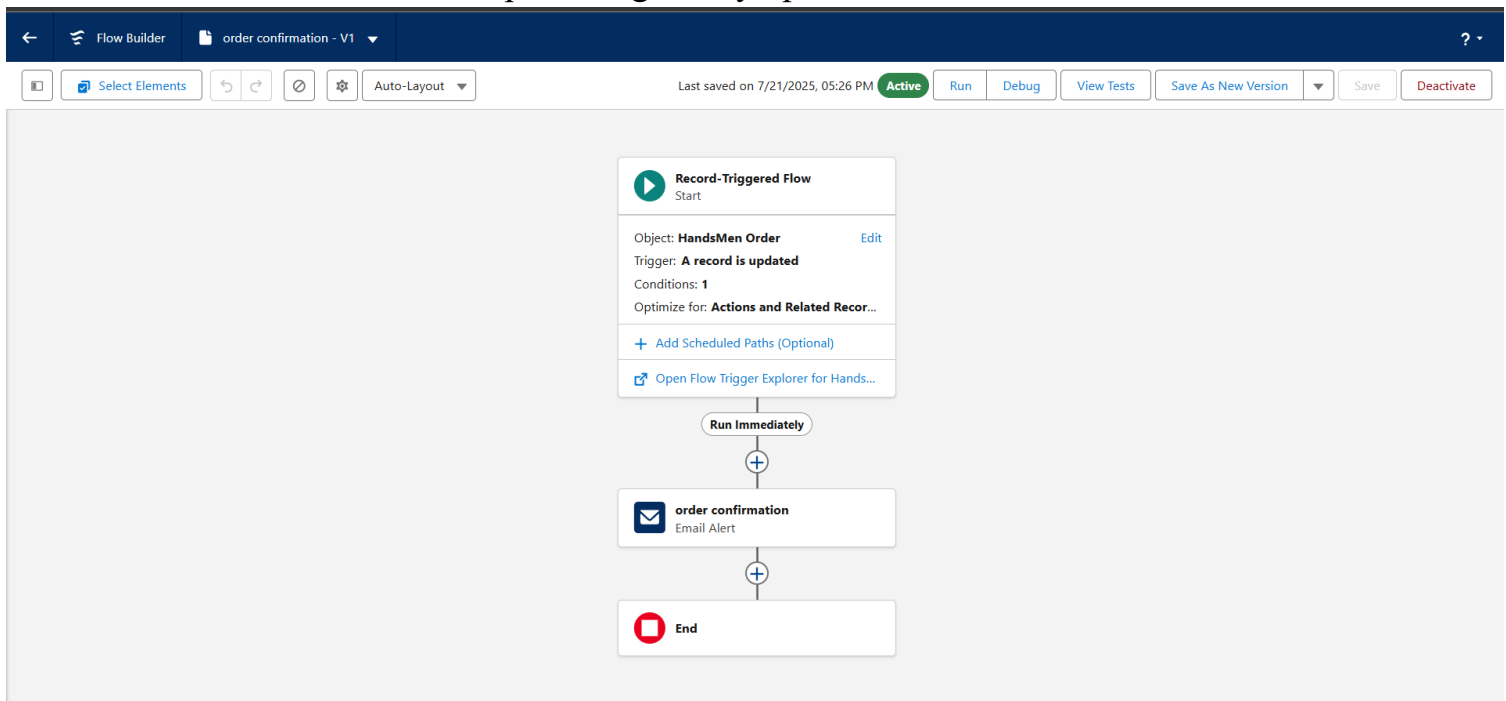 Flow Builder order confirmation - V1 ?
Select Elements Auto-Layout Last saved on 7/21/2025, 05:26 PM Active Run Debug View Tests Save As New Version Save Deactivate
Record-Triggered Flow
Start
Object: HandsMen Order Edit
Trigger: A record is updated
Conditions: 1
Optimize for: Actions and Related Recor...
Add Scheduled Paths (Optional)
Open Flow Trigger Explorer for Hands...
Run Immediately
order confirmation
Email Alert
End